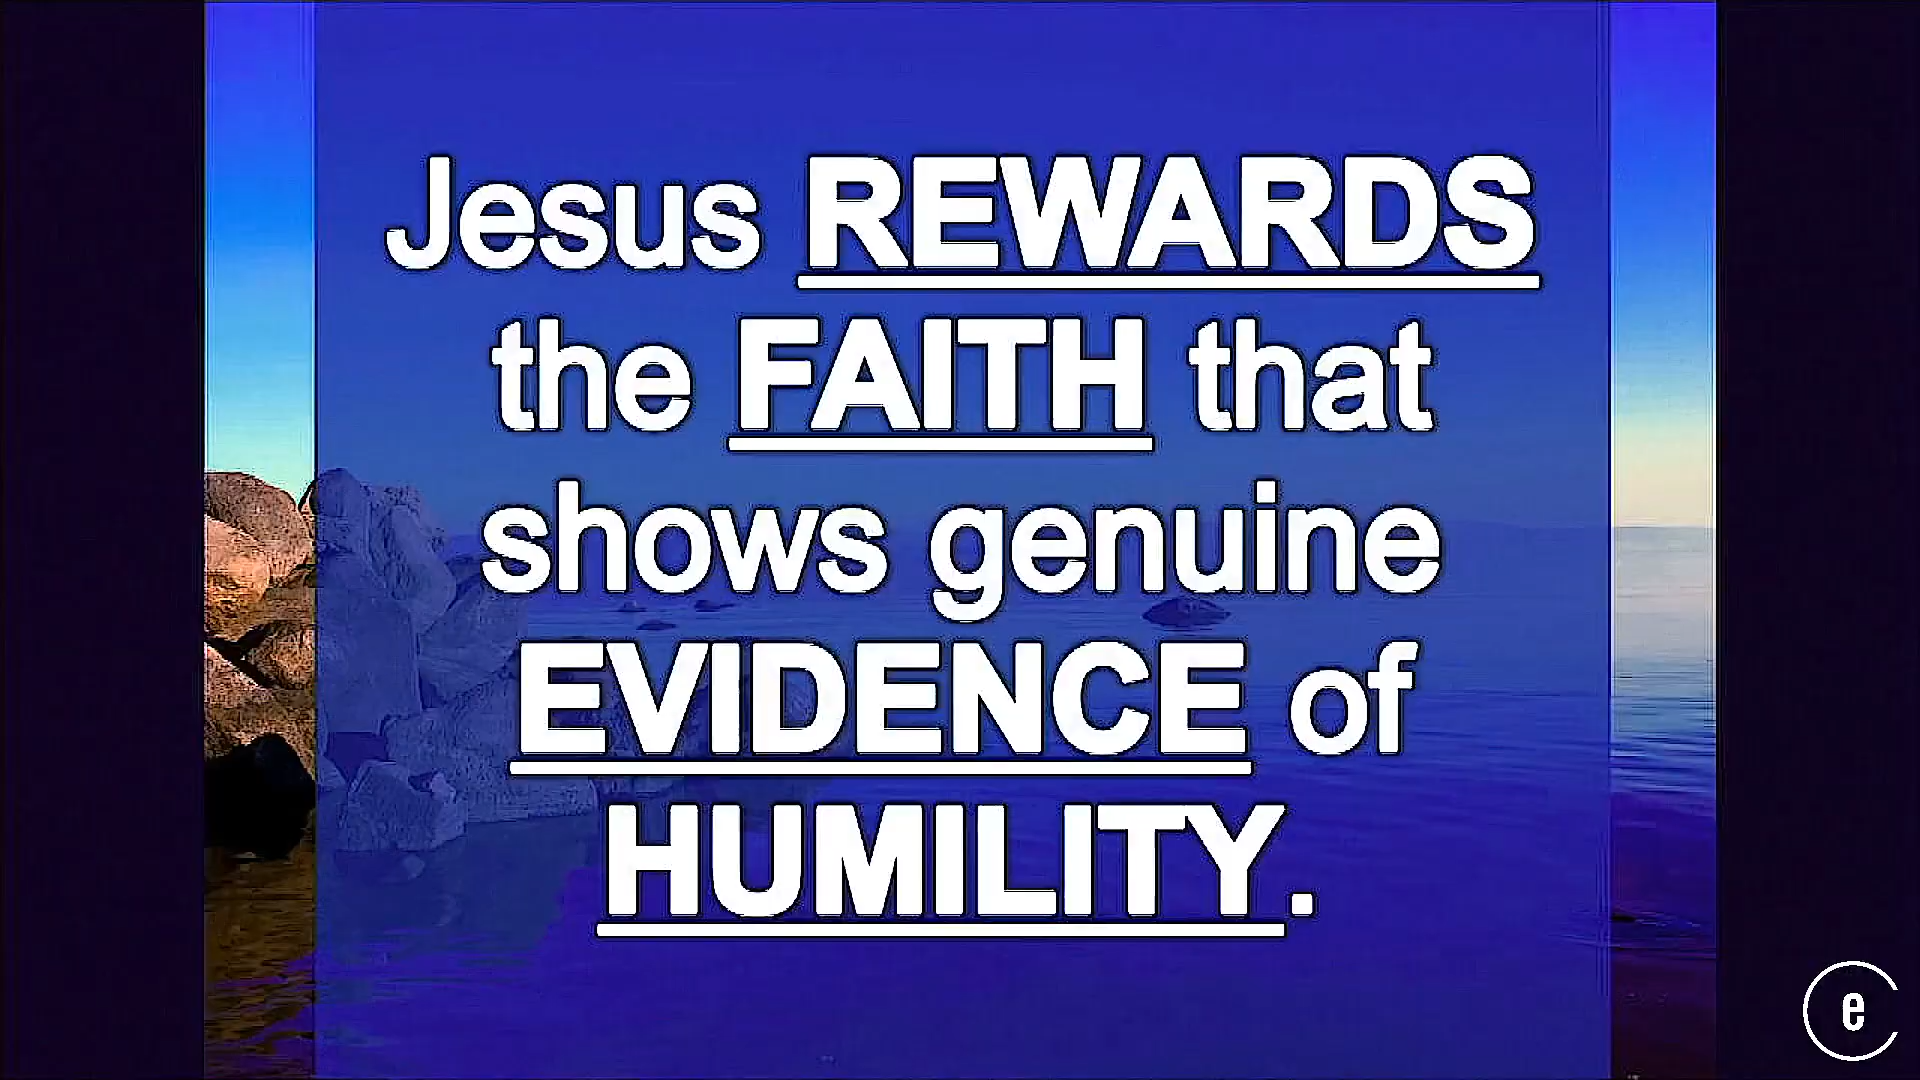 Jesus REWARDS
the FAITH that
shows genuine
EVIDENCE of
HUMILITY.
e